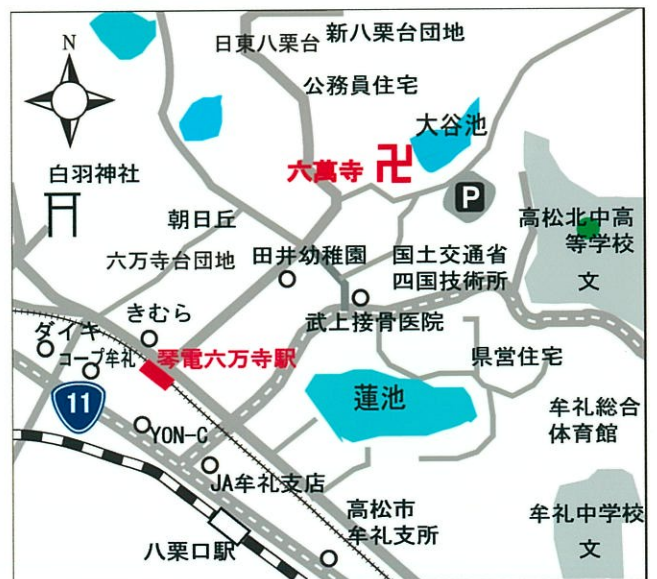 N
日東八栗台
新八栗台団地
公務員住宅
大谷池
六萬寺
卍
P
白羽神社
朝日丘
六万寺台団地
田井幼稚園
国土交通省
四国技術所
高松北中高
等学校
文
武上接骨医院
きむら
ダイキ
コープ牟礼
琴電六万寺駅
県営住宅
11
蓮池
牟礼総合
体育館
YON-C
JA牟礼支店
高松市
牟礼支所
牟礼中学校
文
八栗口駅